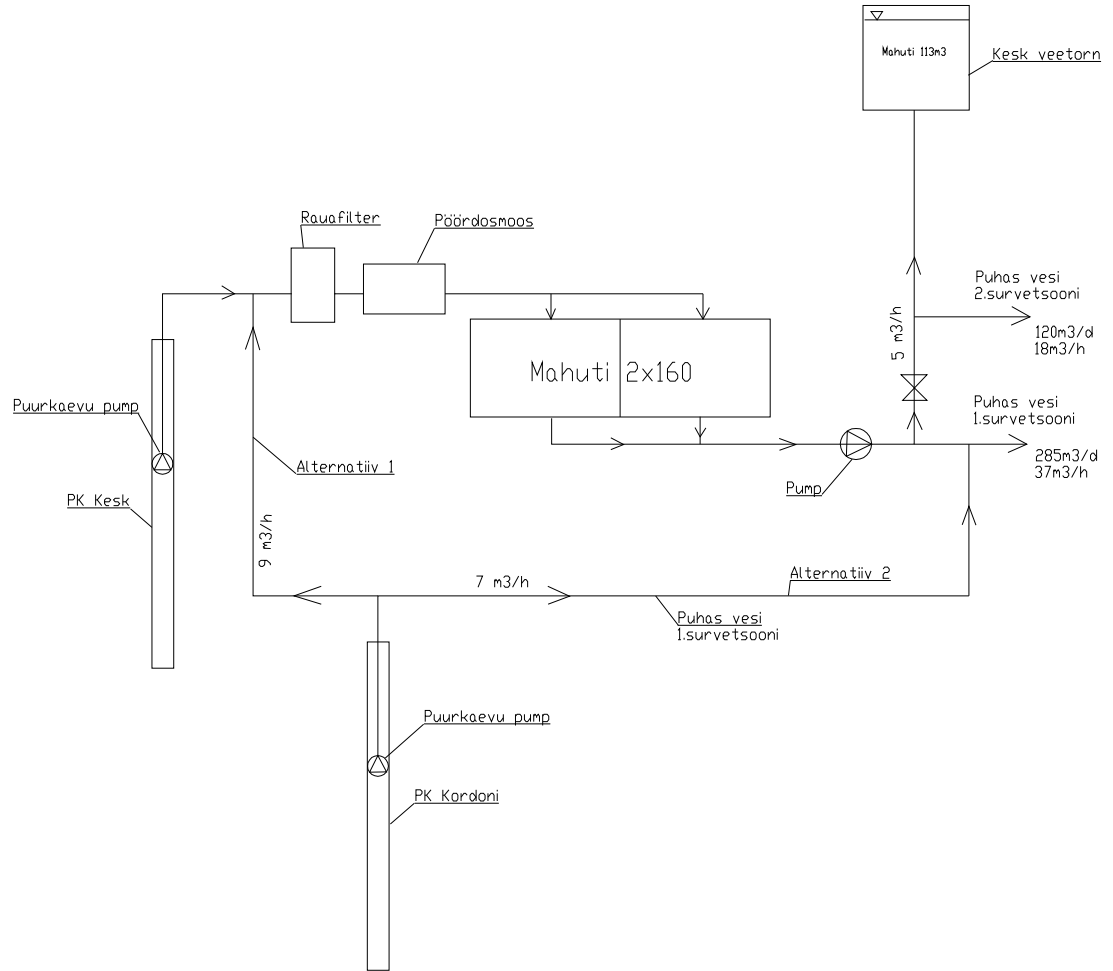 Mahuti 113m3
Kesk veetorn
Rauafilter
Pöördosmoos
Puhas vesi
2.survetsooni
120m3/d
18m3/h
5 m3/h
Mahuti 2x160
Puurkaevu pump
Puhas vesi
1.survetsooni
285m3/d
37m3/h
Alternatiiv 1
Pump
PK Kesk
9 m3/h
7 m3/h
Alternatiiv 2
Puhas vesi
1.survetsooni
Puurkaevu pump
PK Kordoni